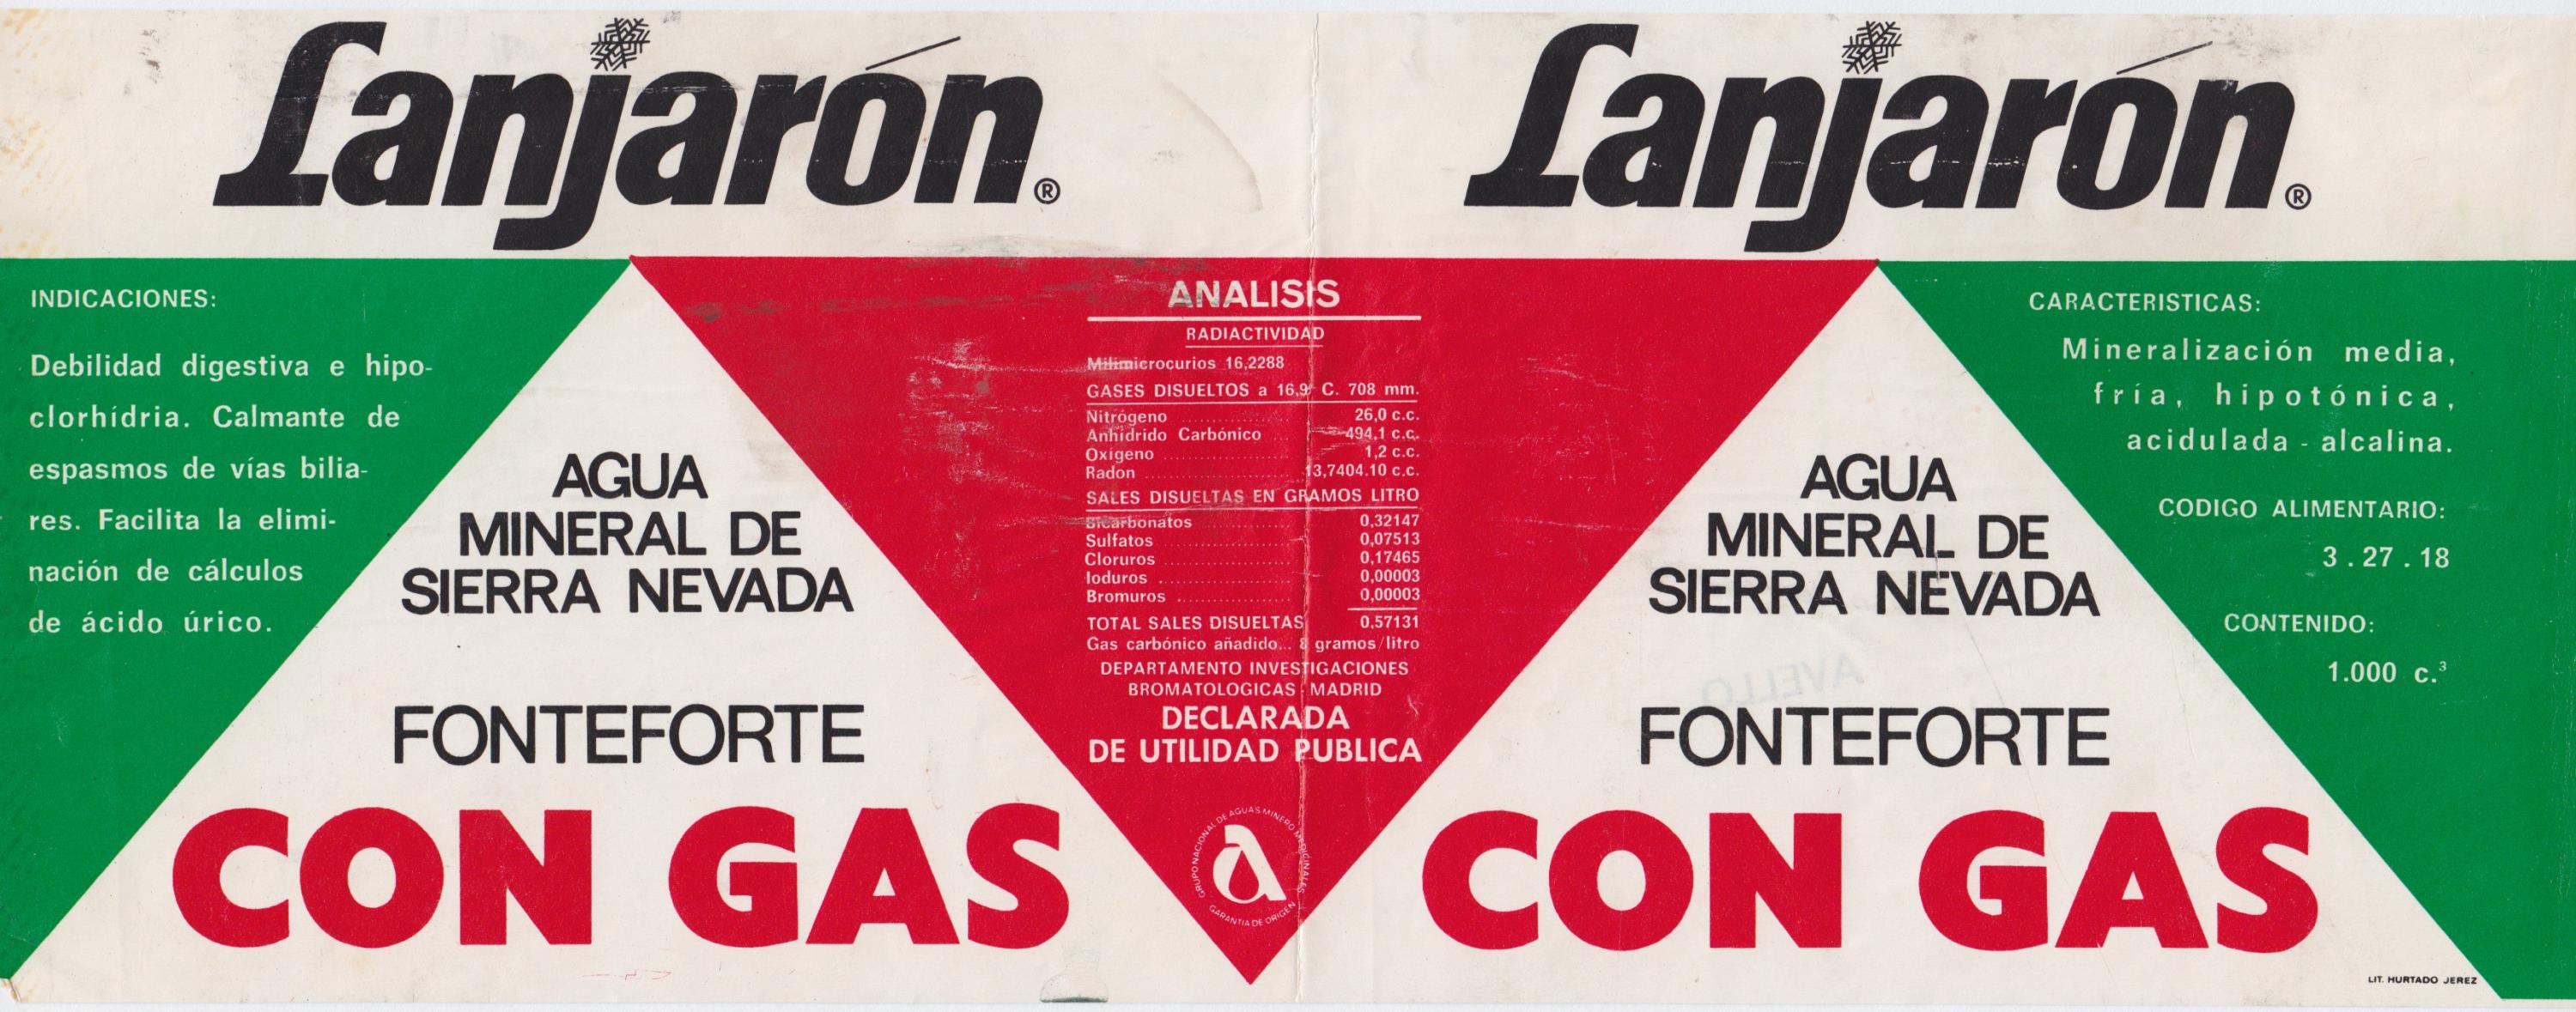 Lanjarón®
Lanjarón®
INDICACIONES:
Debilidad digestiva e hipo-
clorhídria. Calmante de
espasmos de vías bilia-
res. Facilita la elimi-
nación de cálculos
de ácido úrico.
AGUA
MINERAL DE
SIERRA NEVADA
FONTEFORTE
CON GAS
ANALISIS
RADIACTIVIDAD
Milimicrocurios 16,2288
GASES DISUELTOS a 16,9 C. 708 mm.
Nitrógeno .......... 26,0 c.c.
Anhídrido Carbónico ... 494,1 c.c.
Oxígeno .......... 1,2 c.c.
Radon .......... 13,7404.10 c.c.
SALES DISUELTAS EN GRAMOS LITRO
Bicarbonatos .......... 0,32147
Sulfatos .......... 0,07513
Cloruros .......... 0,17465
Ioduros .......... 0,00003
Bromuros .......... 0,00003
TOTAL SALES DISUELTAS 0,57131
Gas carbónico añadido... 8 gramos/litro
DEPARTAMENTO INVESTIGACIONES
BROMATOLOGICAS MADRID
DECLARADA
DE UTILIDAD PUBLICA
GRUPO NACIONAL DE AGUAS MINERO MEDICINALES
GARANTIA DE ORIGEN
AGUA
MINERAL DE
SIERRA NEVADA
FONTEFORTE
CON GAS
CARACTERISTICAS:
Mineralización media,
fría, hipotónica,
acidulada - alcalina.
CODIGO ALIMENTARIO:
3.27.18
CONTENIDO:
1.000 c.³
LIT. HURTADO JEREZ
AVELLO